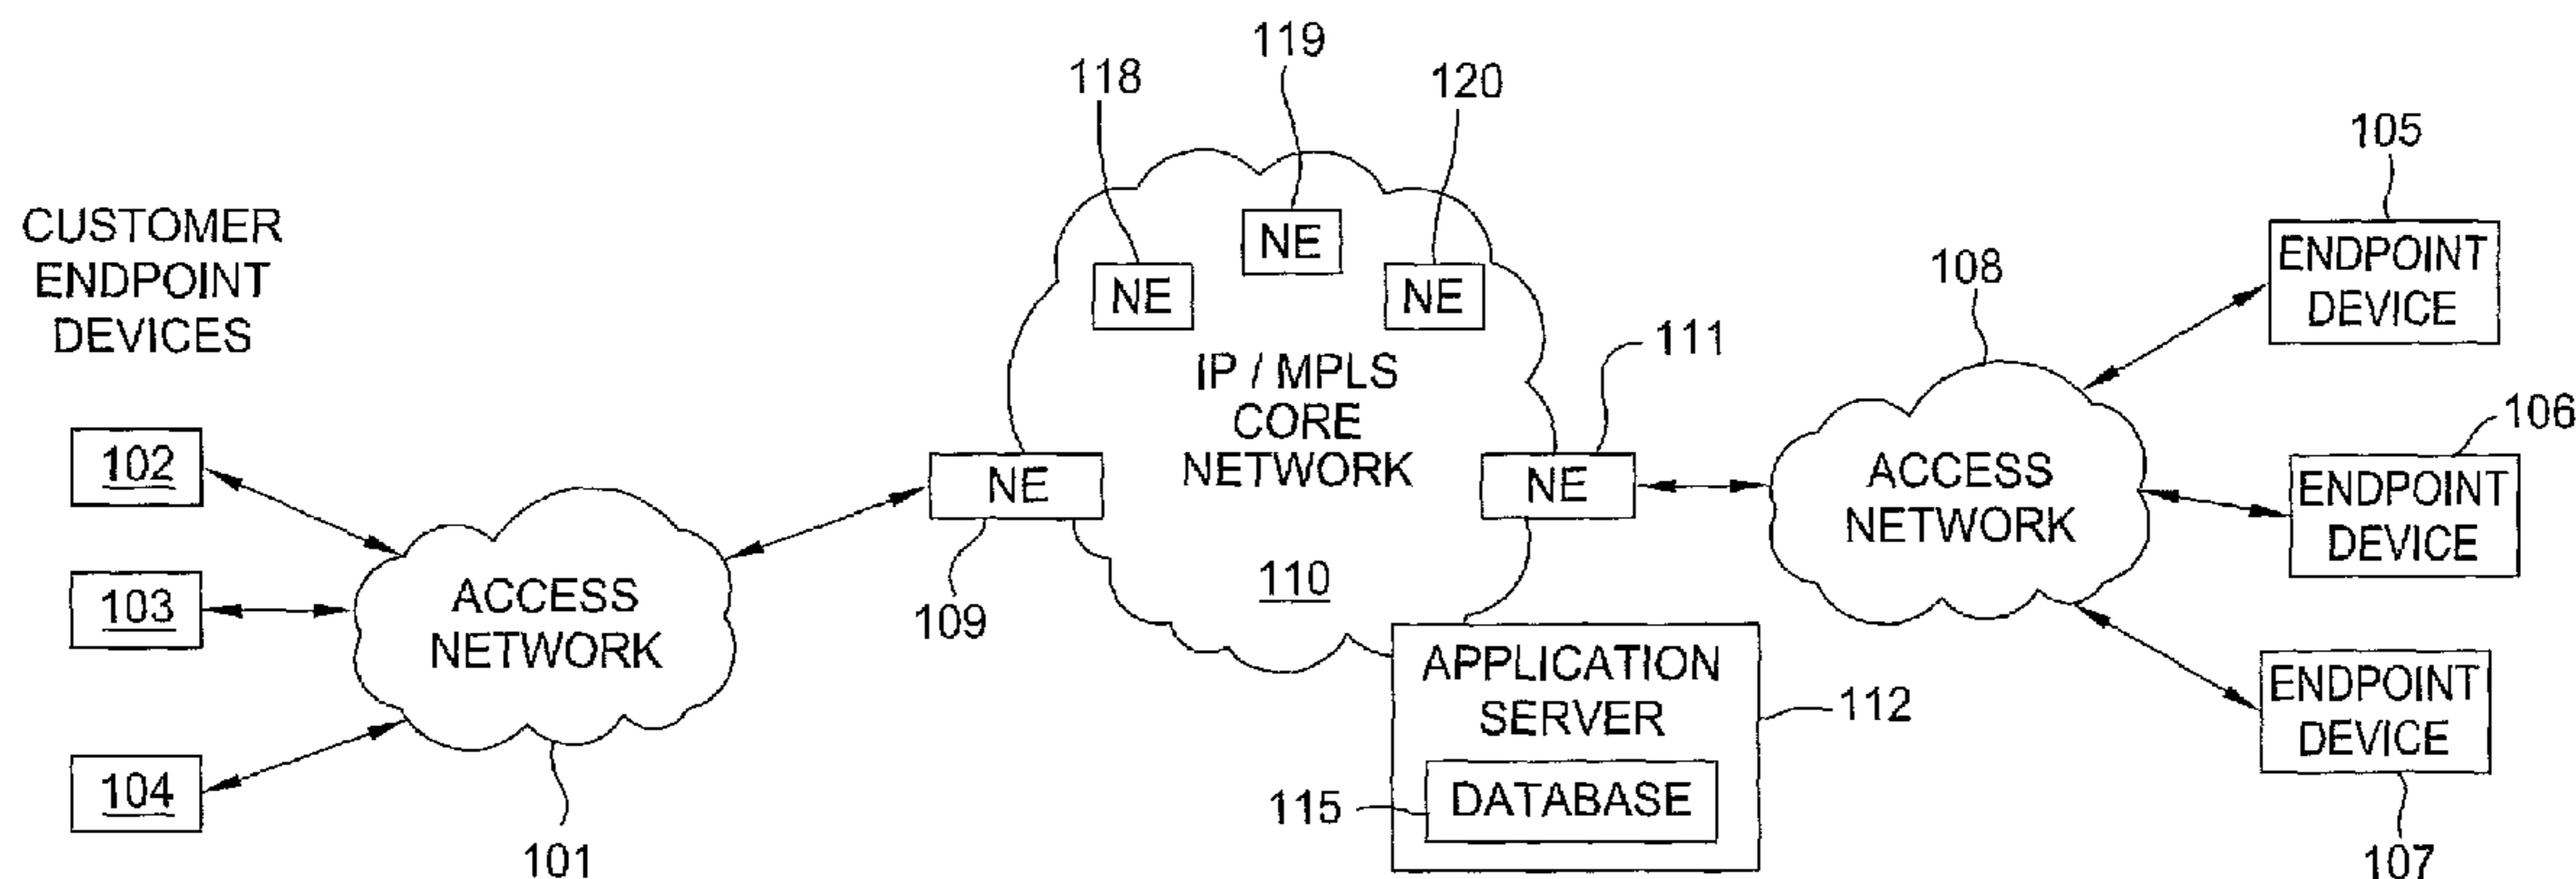 119
118
120
105
CUSTOMER
ENDPOINT
DEVICES
NE
NE
NE
ENDPOINT
DEVICE
108
IP / MPLS
CORE
NETWORK
111
106
102
NE
NE
ACCESS
NETWORK
ENDPOINT
DEVICE
103
ACCESS
NETWORK
109
110
APPLICATION
SERVER
112
ENDPOINT
DEVICE
104
115
DATABASE
101
107